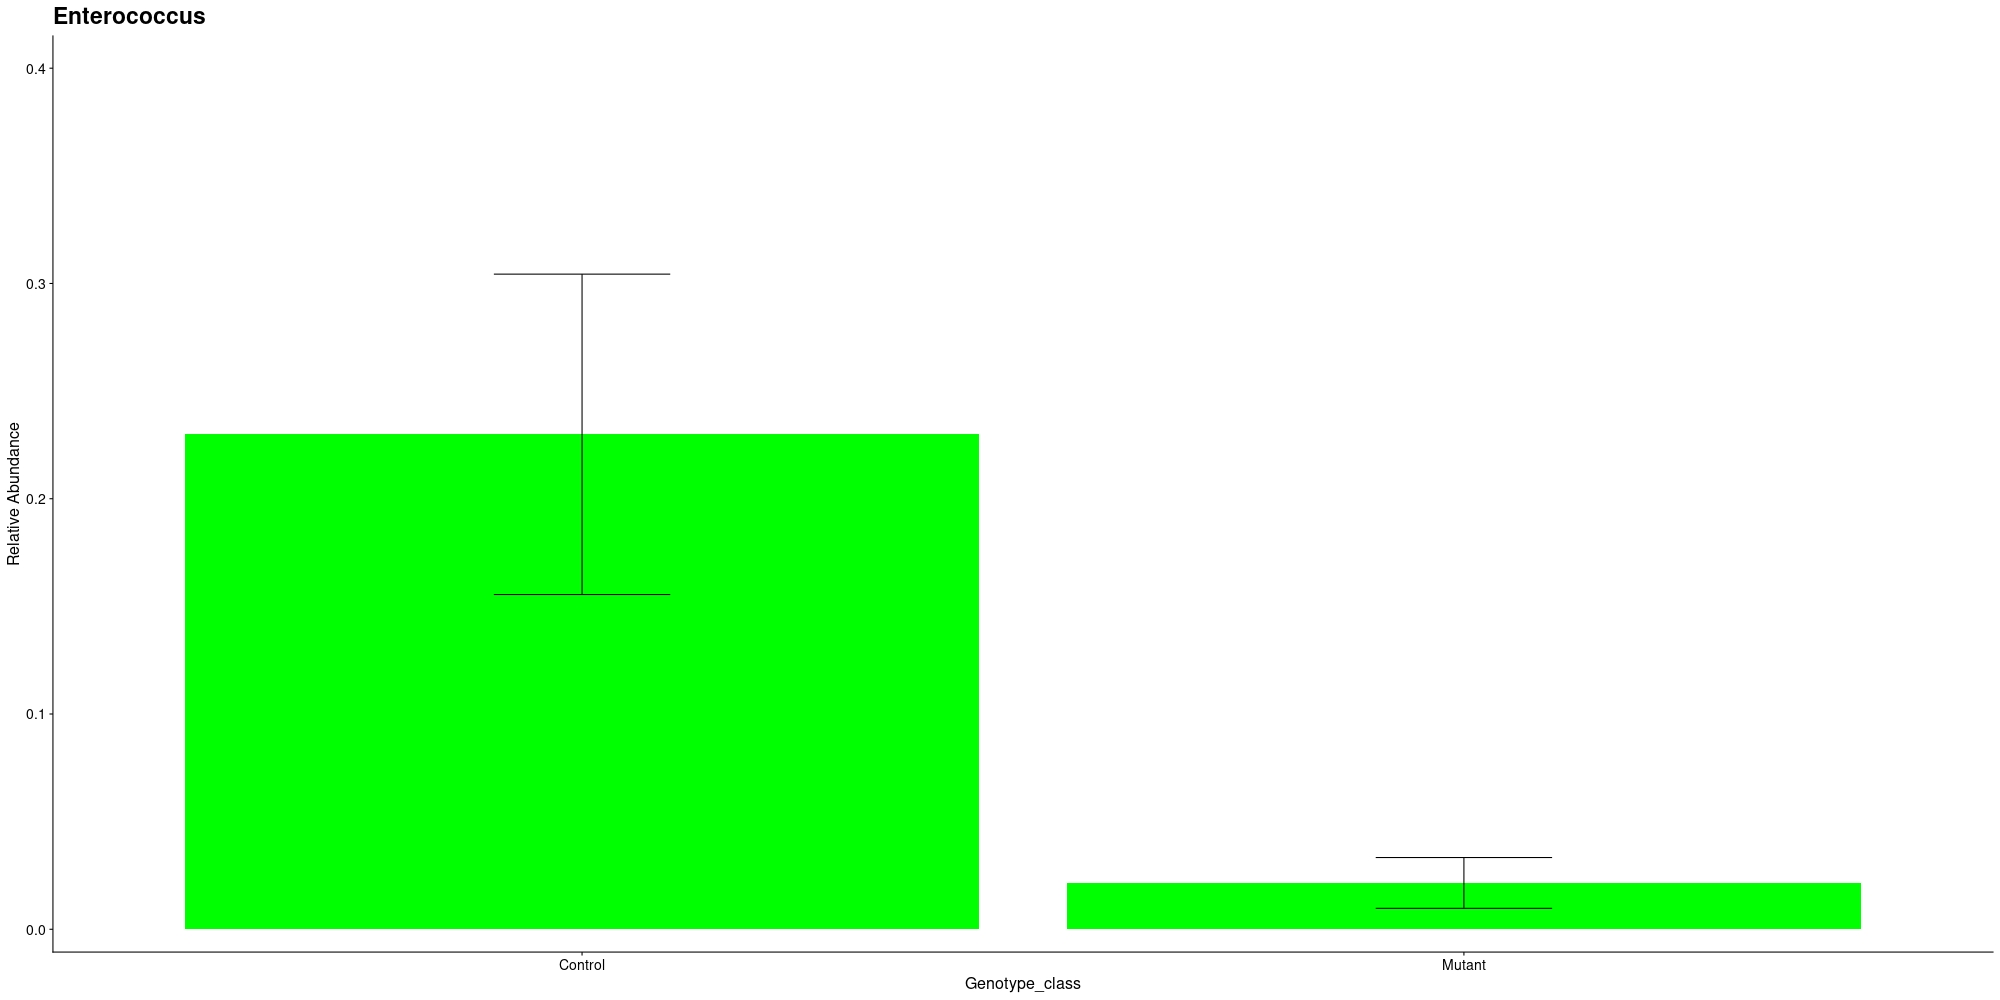 Enterococcus
Relative Abundance
0.4
0.3
0.2
0.1
0.0
Control
Mutant
Genotype_class